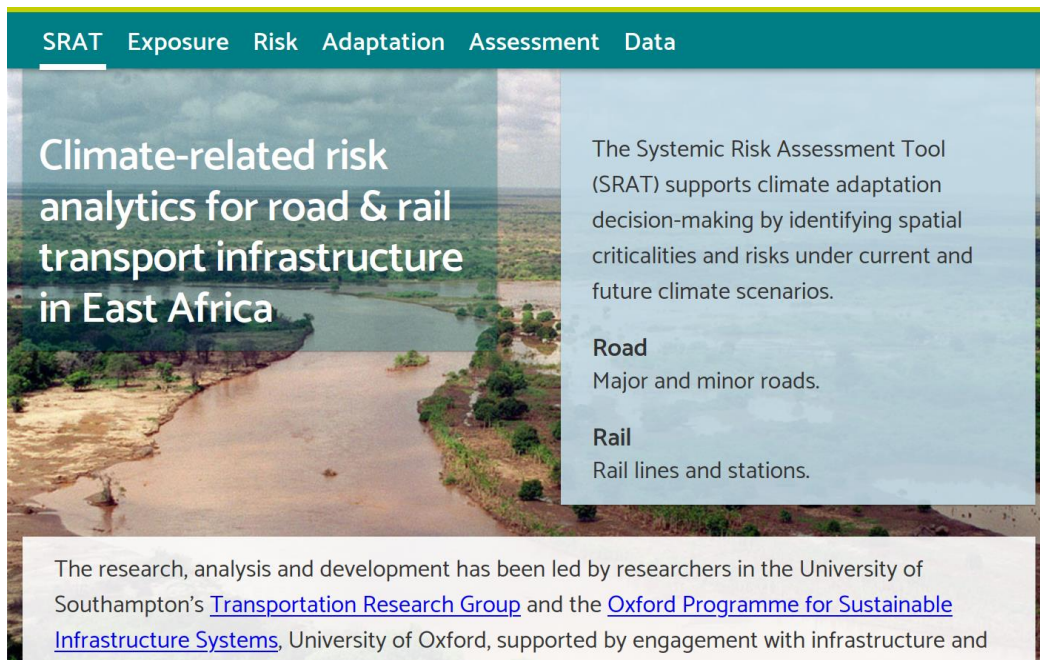 SRAT Exposure Risk Adaptation Assessment Data
Climate-related risk
analytics for road & rail
transport infrastructure
in East Africa
The Systemic Risk Assessment Tool
(SRAT) supports climate adaptation
decision-making by identifying spatial
criticalities and risks under current and
future climate scenarios.
Road
Major and minor roads.
Rail
Rail lines and stations.
The research, analysis and development has been led by researchers in the University of
Southampton's Transportation Research Group and the Oxford Programme for Sustainable
Infrastructure Systems, University of Oxford, supported by engagement with infrastructure and